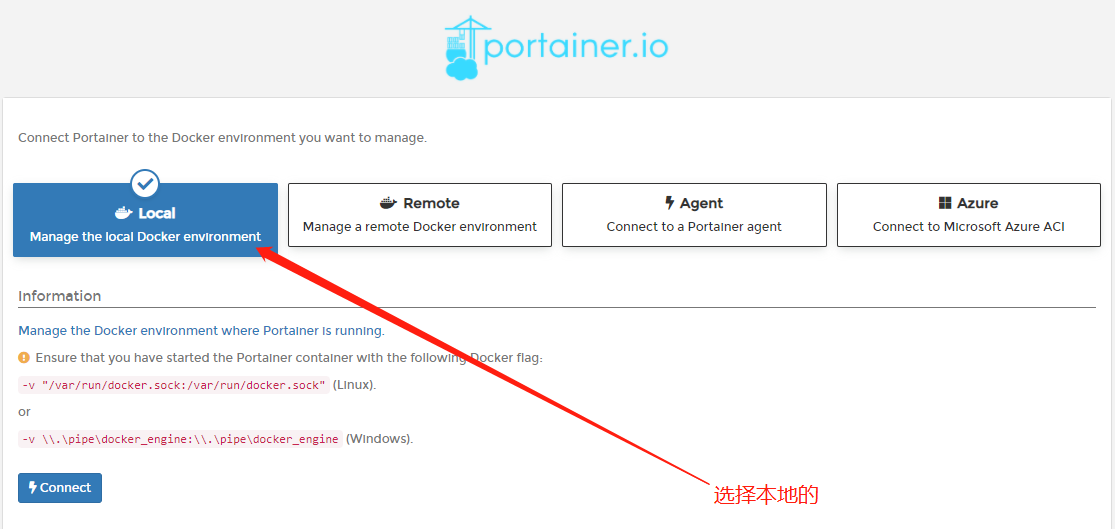 portainer.io
Connect Portainer to the Docker environment you want to manage.
Local
Manage the local Docker environment
Remote
Manage a remote Docker environment
Agent
Connect to a Portainer agent
Azure
Connect to Microsoft Azure ACI
Information
Manage the Docker environment where Portainer is running.
Ensure that you have started the Portainer container with the following Docker flag:
-v "/var/run/docker.sock:/var/run/docker.sock" (Linux).
or
-v \\.\pipe\docker_engine:\\.\pipe\docker_engine (Windows).
Connect
选择本地的